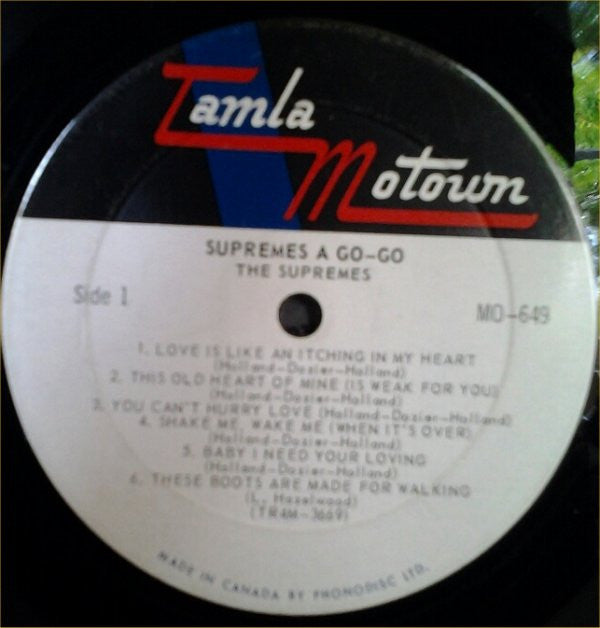 Tamla
Motown
SUPREMES A GO-GO
THE SUPREMES
Side 1
MO-649
1. LOVE IS LIKE AN ITCHING IN MY HEART
(Holland-Dozier-Holland)
2. THIS OLD HEART OF MINE (IS WEAK FOR YOU)
(Holland-Dozier-Holland)
3. YOU CAN'T HURRY LOVE (Holland-Dozier-Holland)
4. SHAKE ME, WAKE ME (WHEN IT'S OVER)
(Holland-Dozier-Holland)
5. BABY I NEED YOUR LOVING
(Holland-Dozier-Holland)
6. THESE BOOTS ARE MADE FOR WALKING
(L. Hazelwood)
(TR4M-3669)
MADE IN CANADA BY PHONODISC LTD.